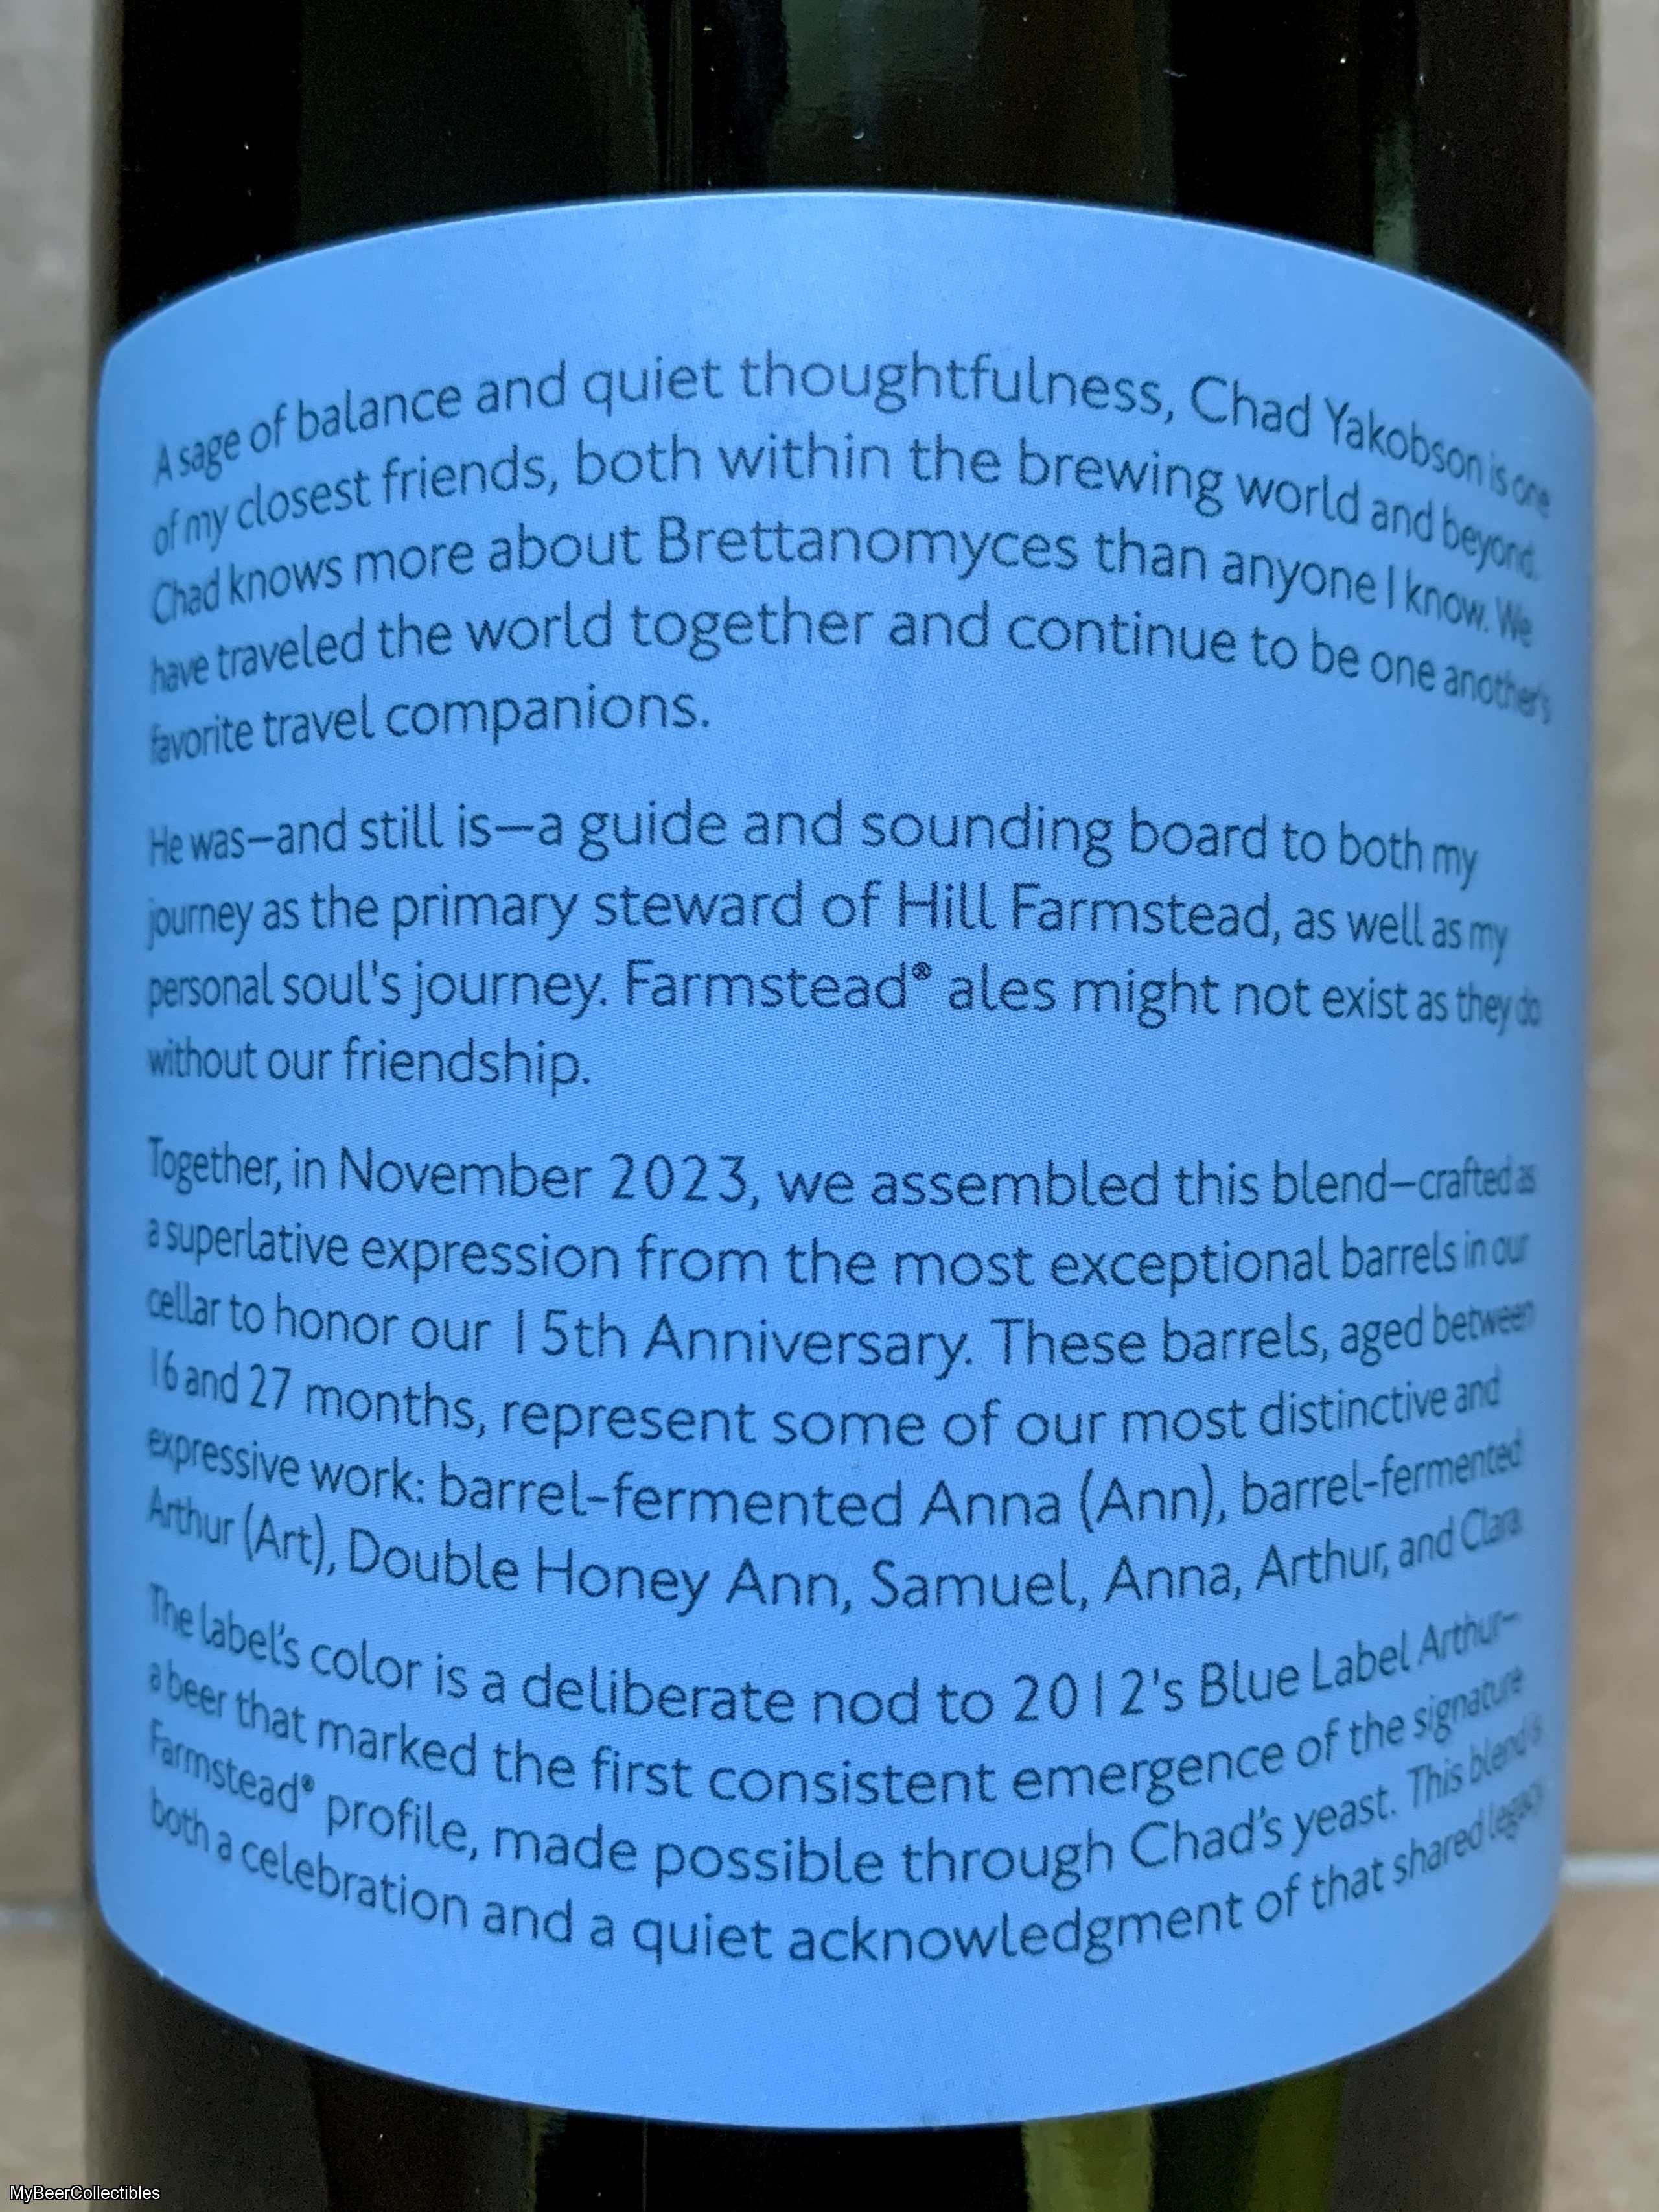 A sage of balance and quiet thoughtfulness, Chad Yakobson is one
of my closest friends, both within the brewing world and beyond.
Chad knows more about Brettanomyces than anyone I know. We
have traveled the world together and continue to be one another's
favorite travel companions.
He was—and still is—a guide and sounding board to both my
journey as the primary steward of Hill Farmstead, as well as my
personal soul's journey. Farmstead® ales might not exist as they do
without our friendship.
Together, in November 2023, we assembled this blend—crafted as
a superlative expression from the most exceptional barrels in our
cellar to honor our 15th Anniversary. These barrels, aged between
16 and 27 months, represent some of our most distinctive and
expressive work: barrel-fermented Anna (Ann), barrel-fermented
Arthur (Art), Double Honey Ann, Samuel, Anna, Arthur, and Clara.
The label’s color is a deliberate nod to 2012's Blue Label Arthur—
a beer that marked the first consistent emergence of the signature
Farmstead® profile, made possible through Chad’s yeast. This blend is
both a celebration and a quiet acknowledgment of that shared legacy.
MyBeerCollectibles